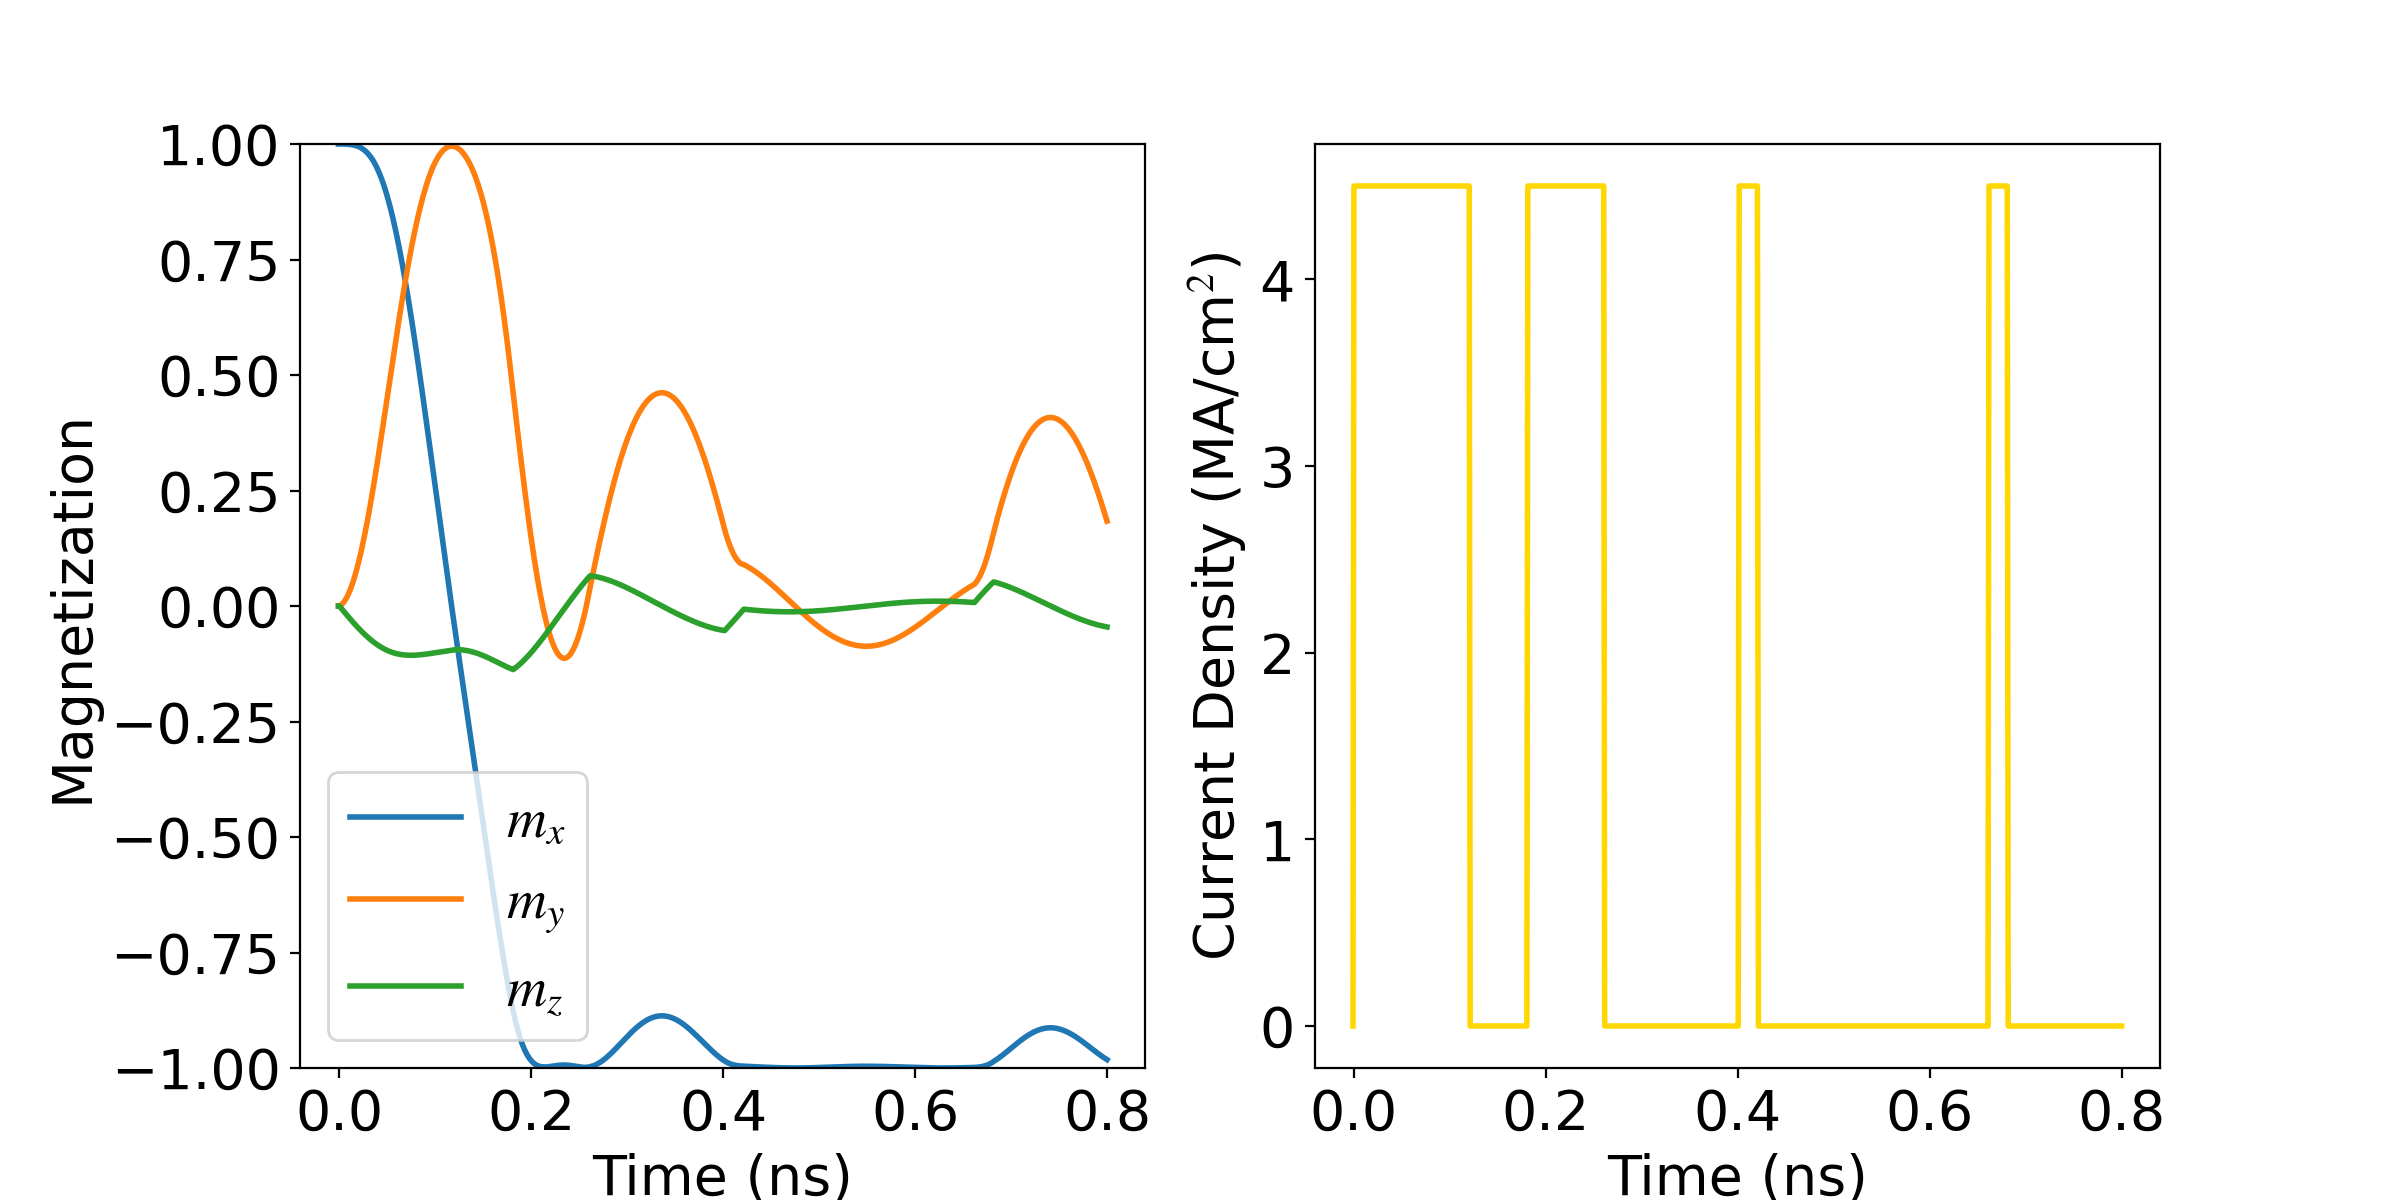 Magnetization
1.00
0.75
0.50
0.25
0.00
−0.25
−0.50
−0.75
−1.00
m_x
m_y
m_z
0.0 0.2 0.4 0.6 0.8
Time (ns)
Current Density (MA/cm²)
4
3
2
1
0
0.0 0.2 0.4 0.6 0.8
Time (ns)